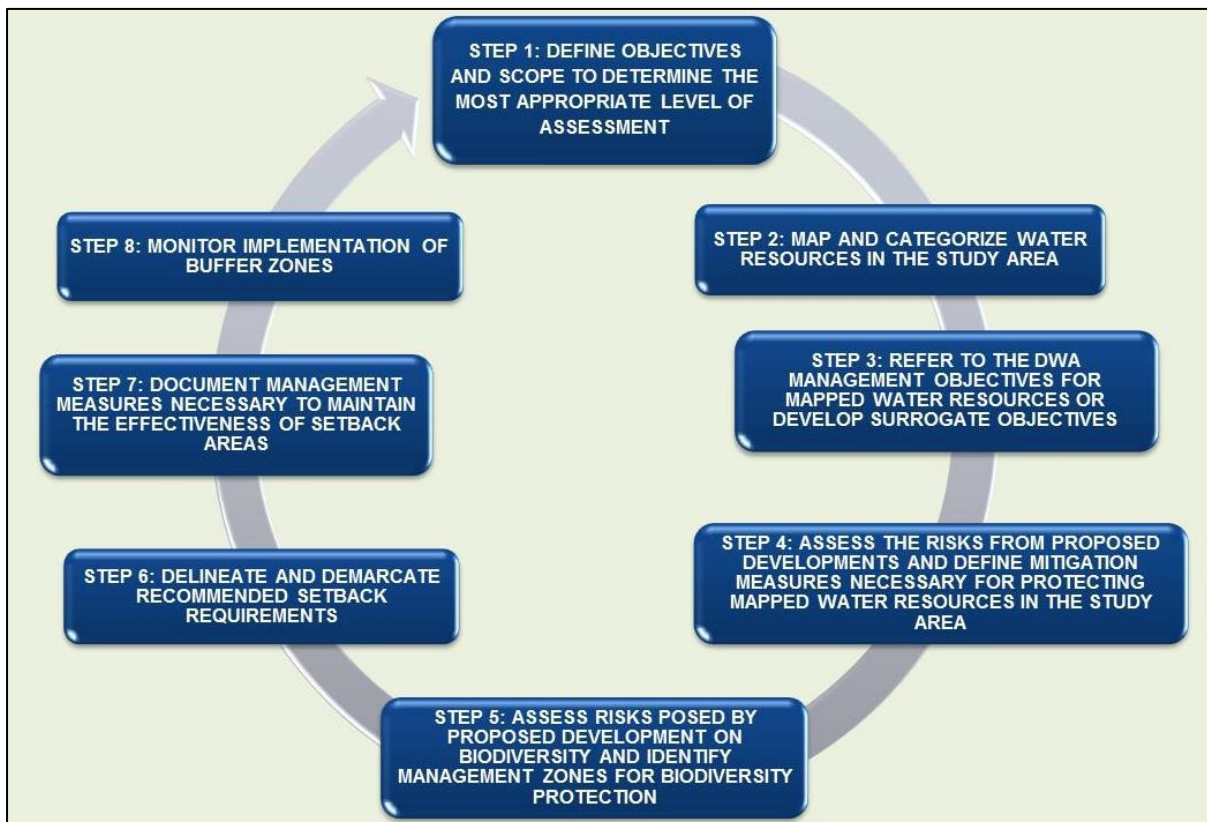 STEP 1: DEFINE OBJECTIVES
AND SCOPE TO DETERMINE THE
MOST APPROPRIATE LEVEL OF
ASSESSMENT
STEP 2: MAP AND CATEGORIZE WATER
RESOURCES IN THE STUDY AREA
STEP 3: REFER TO THE DWA
MANAGEMENT OBJECTIVES FOR
MAPPED WATER RESOURCES OR
DEVELOP SURROGATE OBJECTIVES
STEP 4: ASSESS THE RISKS FROM PROPOSED
DEVELOPMENTS AND DEFINE MITIGATION
MEASURES NECESSARY FOR PROTECTING
MAPPED WATER RESOURCES IN THE STUDY
AREA
STEP 5: ASSESS RISKS POSED BY
PROPOSED DEVELOPMENT ON
BIODIVERSITY AND IDENTIFY
MANAGEMENT ZONES FOR BIODIVERSITY
PROTECTION
STEP 6: DELINEATE AND DEMARCATE
RECOMMENDED SETBACK
REQUIREMENTS
STEP 7: DOCUMENT MANAGEMENT
MEASURES NECESSARY TO MAINTAIN
THE EFFECTIVENESS OF SETBACK
AREAS
STEP 8: MONITOR IMPLEMENTATION OF
BUFFER ZONES